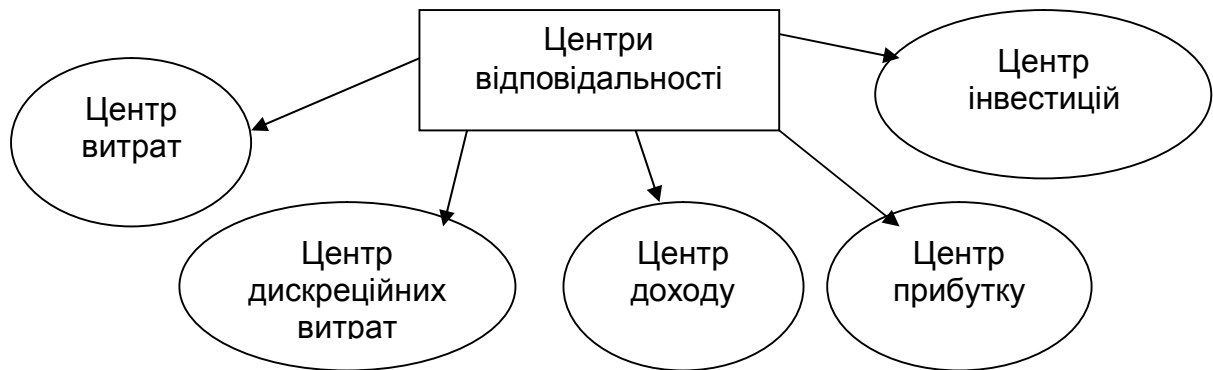 Центри
відповідальності
Центр
інвестицій
Центр
витрат
Центр
дискреційних
витрат
Центр
доходу
Центр
прибутку